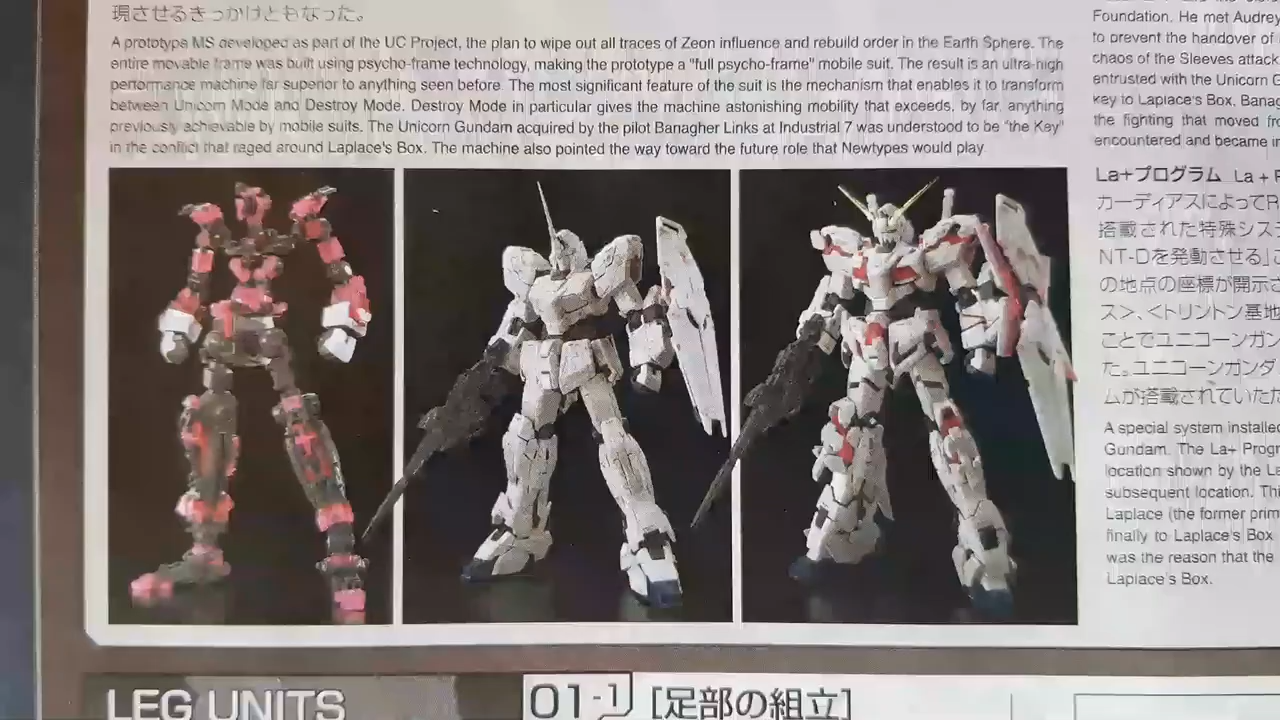 現させるきっかけともなった。
A prototype MS developed as part of the UC Project, the plan to wipe out all traces of Zeon influence and rebuild order in the Earth Sphere. The
entire movable frame was built using psycho-frame technology, making the prototype a "full psycho-frame" mobile suit. The result is an ultra-high
performance machine far superior to anything seen before. The most significant feature of the suit is the mechanism that enables it to transform
between Unicorn Mode and Destroy Mode. Destroy Mode in particular gives the machine astonishing mobility that exceeds, by far, anything
previously achievable by mobile suits. The Unicorn Gundam acquired by the pilot Banagher Links at Industrial 7 was understood to be "the Key"
in the conflict that raged around Laplace's Box. The machine also pointed the way toward the future role that Newtypes would play.
Foundation. He met Audrey
to prevent the handover of
chaos of the Sleeves attack
entrusted with the Unicorn G
key to Laplace's Box, Banag
the fighting that moved fro
encountered and became in
La+プログラム La + P
カーディアスによってR
搭載された特殊シス
NT-Dを発動させる」こ
の地点の座標が開示さ
ス>、<トリントン基地
ことでユニコーンガン
た。ユニコーンガンダ
ムが搭載されていた
A special system installed
Gundam. The La+ Progr
location shown by the La
subsequent location. Thi
Laplace (the former prim
finally to Laplace's Box
was the reason that the
Laplace's Box.
LEG UNITS
01-1 [足部の組立]